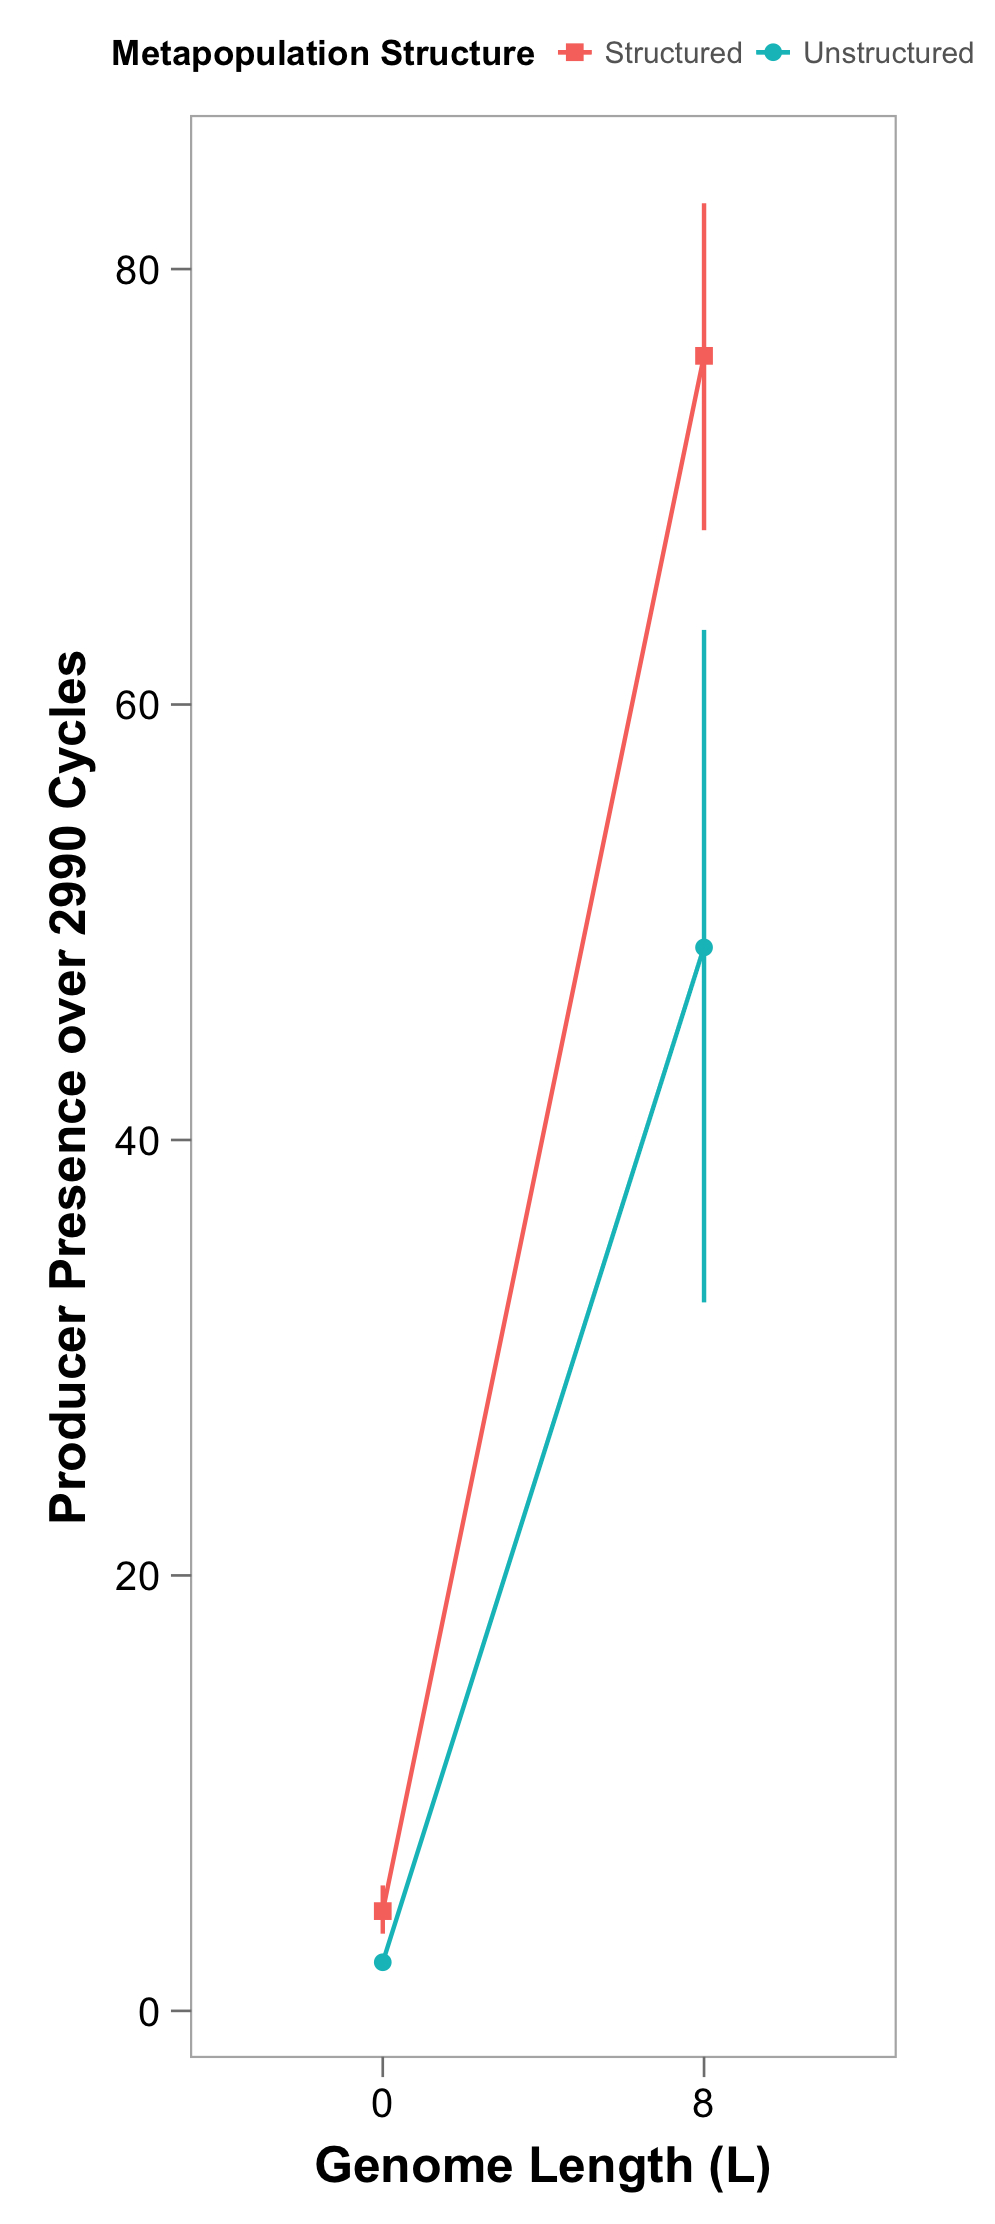 Metapopulation Structure Structured Unstructured
Producer Presence over 2990 Cycles
80
60
40
20
0
0 8
Genome Length (L)